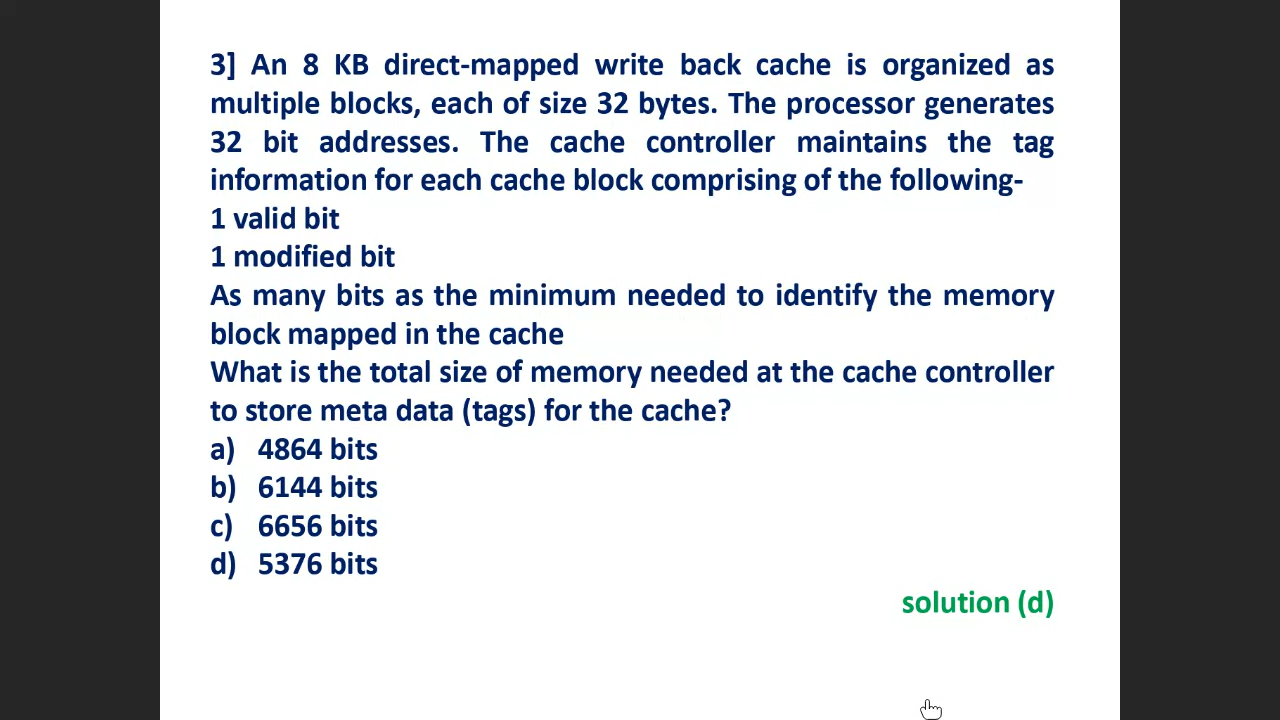 3] An 8 KB direct-mapped write back cache is organized as
multiple blocks, each of size 32 bytes. The processor generates
32 bit addresses. The cache controller maintains the tag
information for each cache block comprising of the following-
1 valid bit
1 modified bit
As many bits as the minimum needed to identify the memory
block mapped in the cache
What is the total size of memory needed at the cache controller
to store meta data (tags) for the cache?
a) 4864 bits
b) 6144 bits
c) 6656 bits
d) 5376 bits
solution (d)